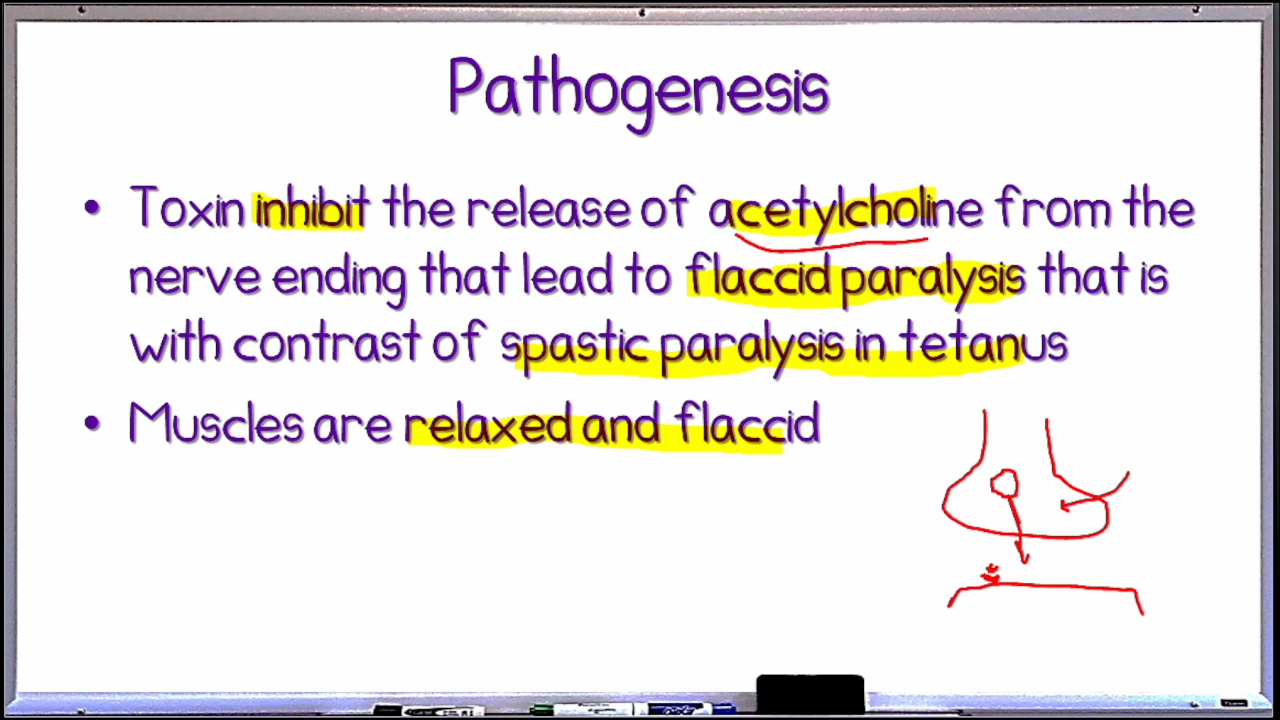 Pathogenesis
• Toxin inhibit the release of acetylcholine from the
nerve ending that lead to flaccid paralysis that is
with contrast of spastic paralysis in tetanus
• Muscles are relaxed and flaccid